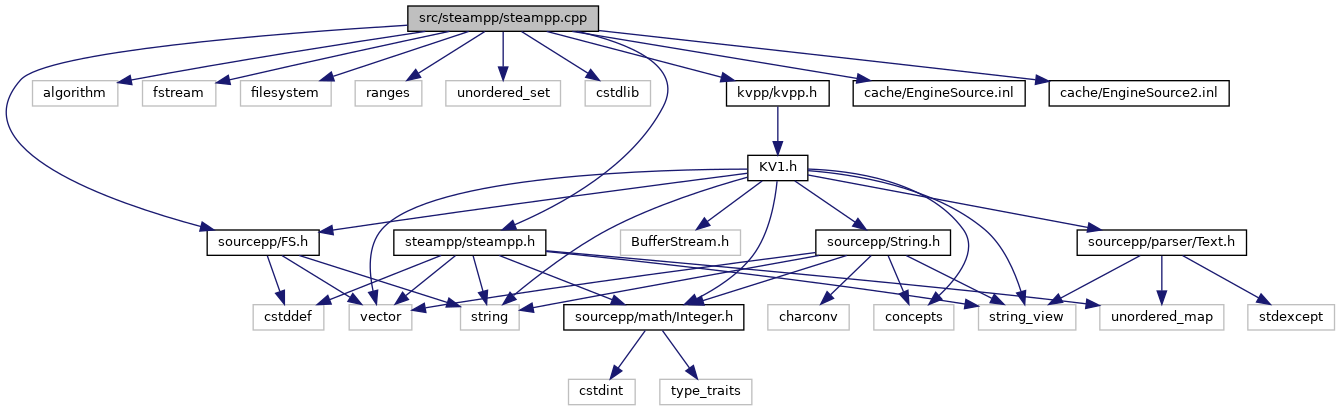 src/steampp/steampp.cpp
algorithm
fstream
filesystem
ranges
unordered_set
cstdlib
kvpp/kvpp.h
cache/EngineSource.inl
cache/EngineSource2.inl
KV1.h
sourcepp/FS.h
steampp/steampp.h
BufferStream.h
sourcepp/String.h
sourcepp/parser/Text.h
cstddef
vector
string
sourcepp/math/Integer.h
charconv
concepts
string_view
unordered_map
stdexcept
cstdint
type_traits